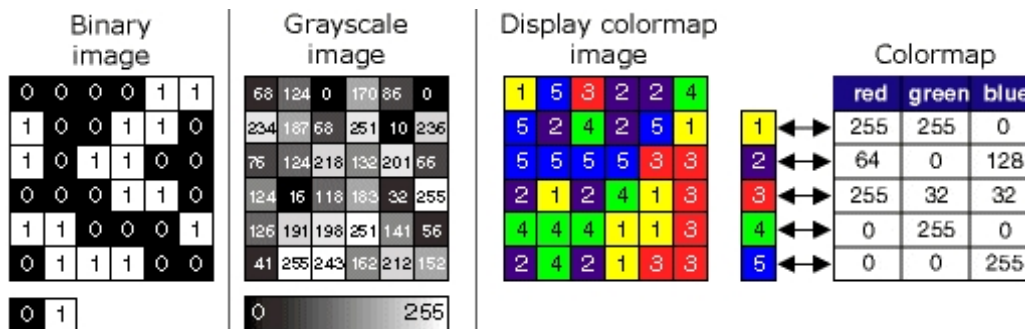 Binary image
0 0 0 0 1 1
1 0 0 1 1 0
1 0 1 1 0 0
0 0 0 1 1 0
1 1 0 0 0 1
0 1 1 1 0 0
0 1
Grayscale image
68 124 0 170 86 0
234 187 68 251 10 236
76 124 218 132 201 66
124 16 118 183 32 255
126 191 198 251 141 56
41 255 243 162 212 152
0 255
Display colormap image
1 5 3 2 2 4
5 2 4 2 5 1
5 5 5 5 3 3
2 1 2 4 1 3
4 4 4 1 1 3
2 4 2 1 3 3
Colormap
red green blue
1 255 255 0
2 64 0 128
3 255 32 32
4 0 255 0
5 0 0 255